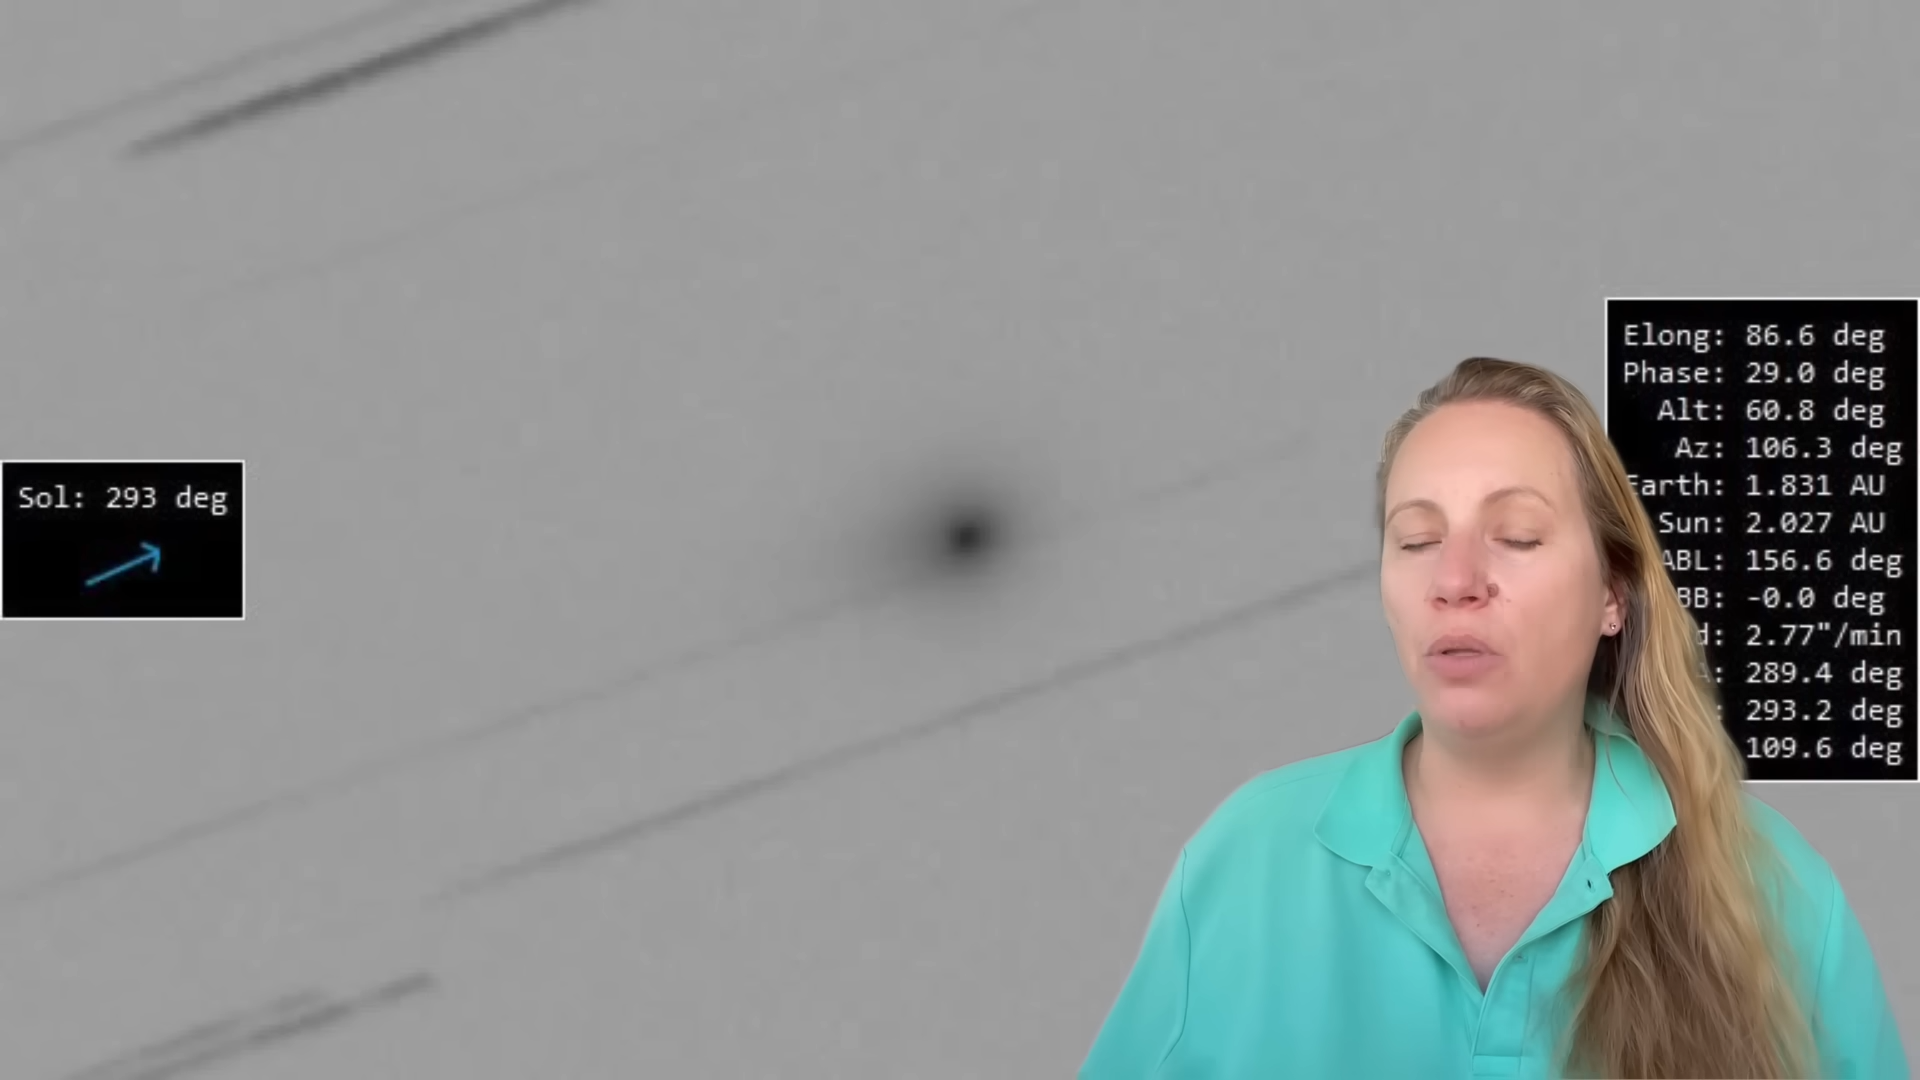 Sol: 293 deg
Elong: 86.6 deg
Phase: 29.0 deg
Alt: 60.8 deg
Az: 106.3 deg
Earth: 1.831 AU
Sun: 2.027 AU
ABL: 156.6 deg
BB: -0.0 deg
d: 2.77"/min
: 289.4 deg
: 293.2 deg
109.6 deg